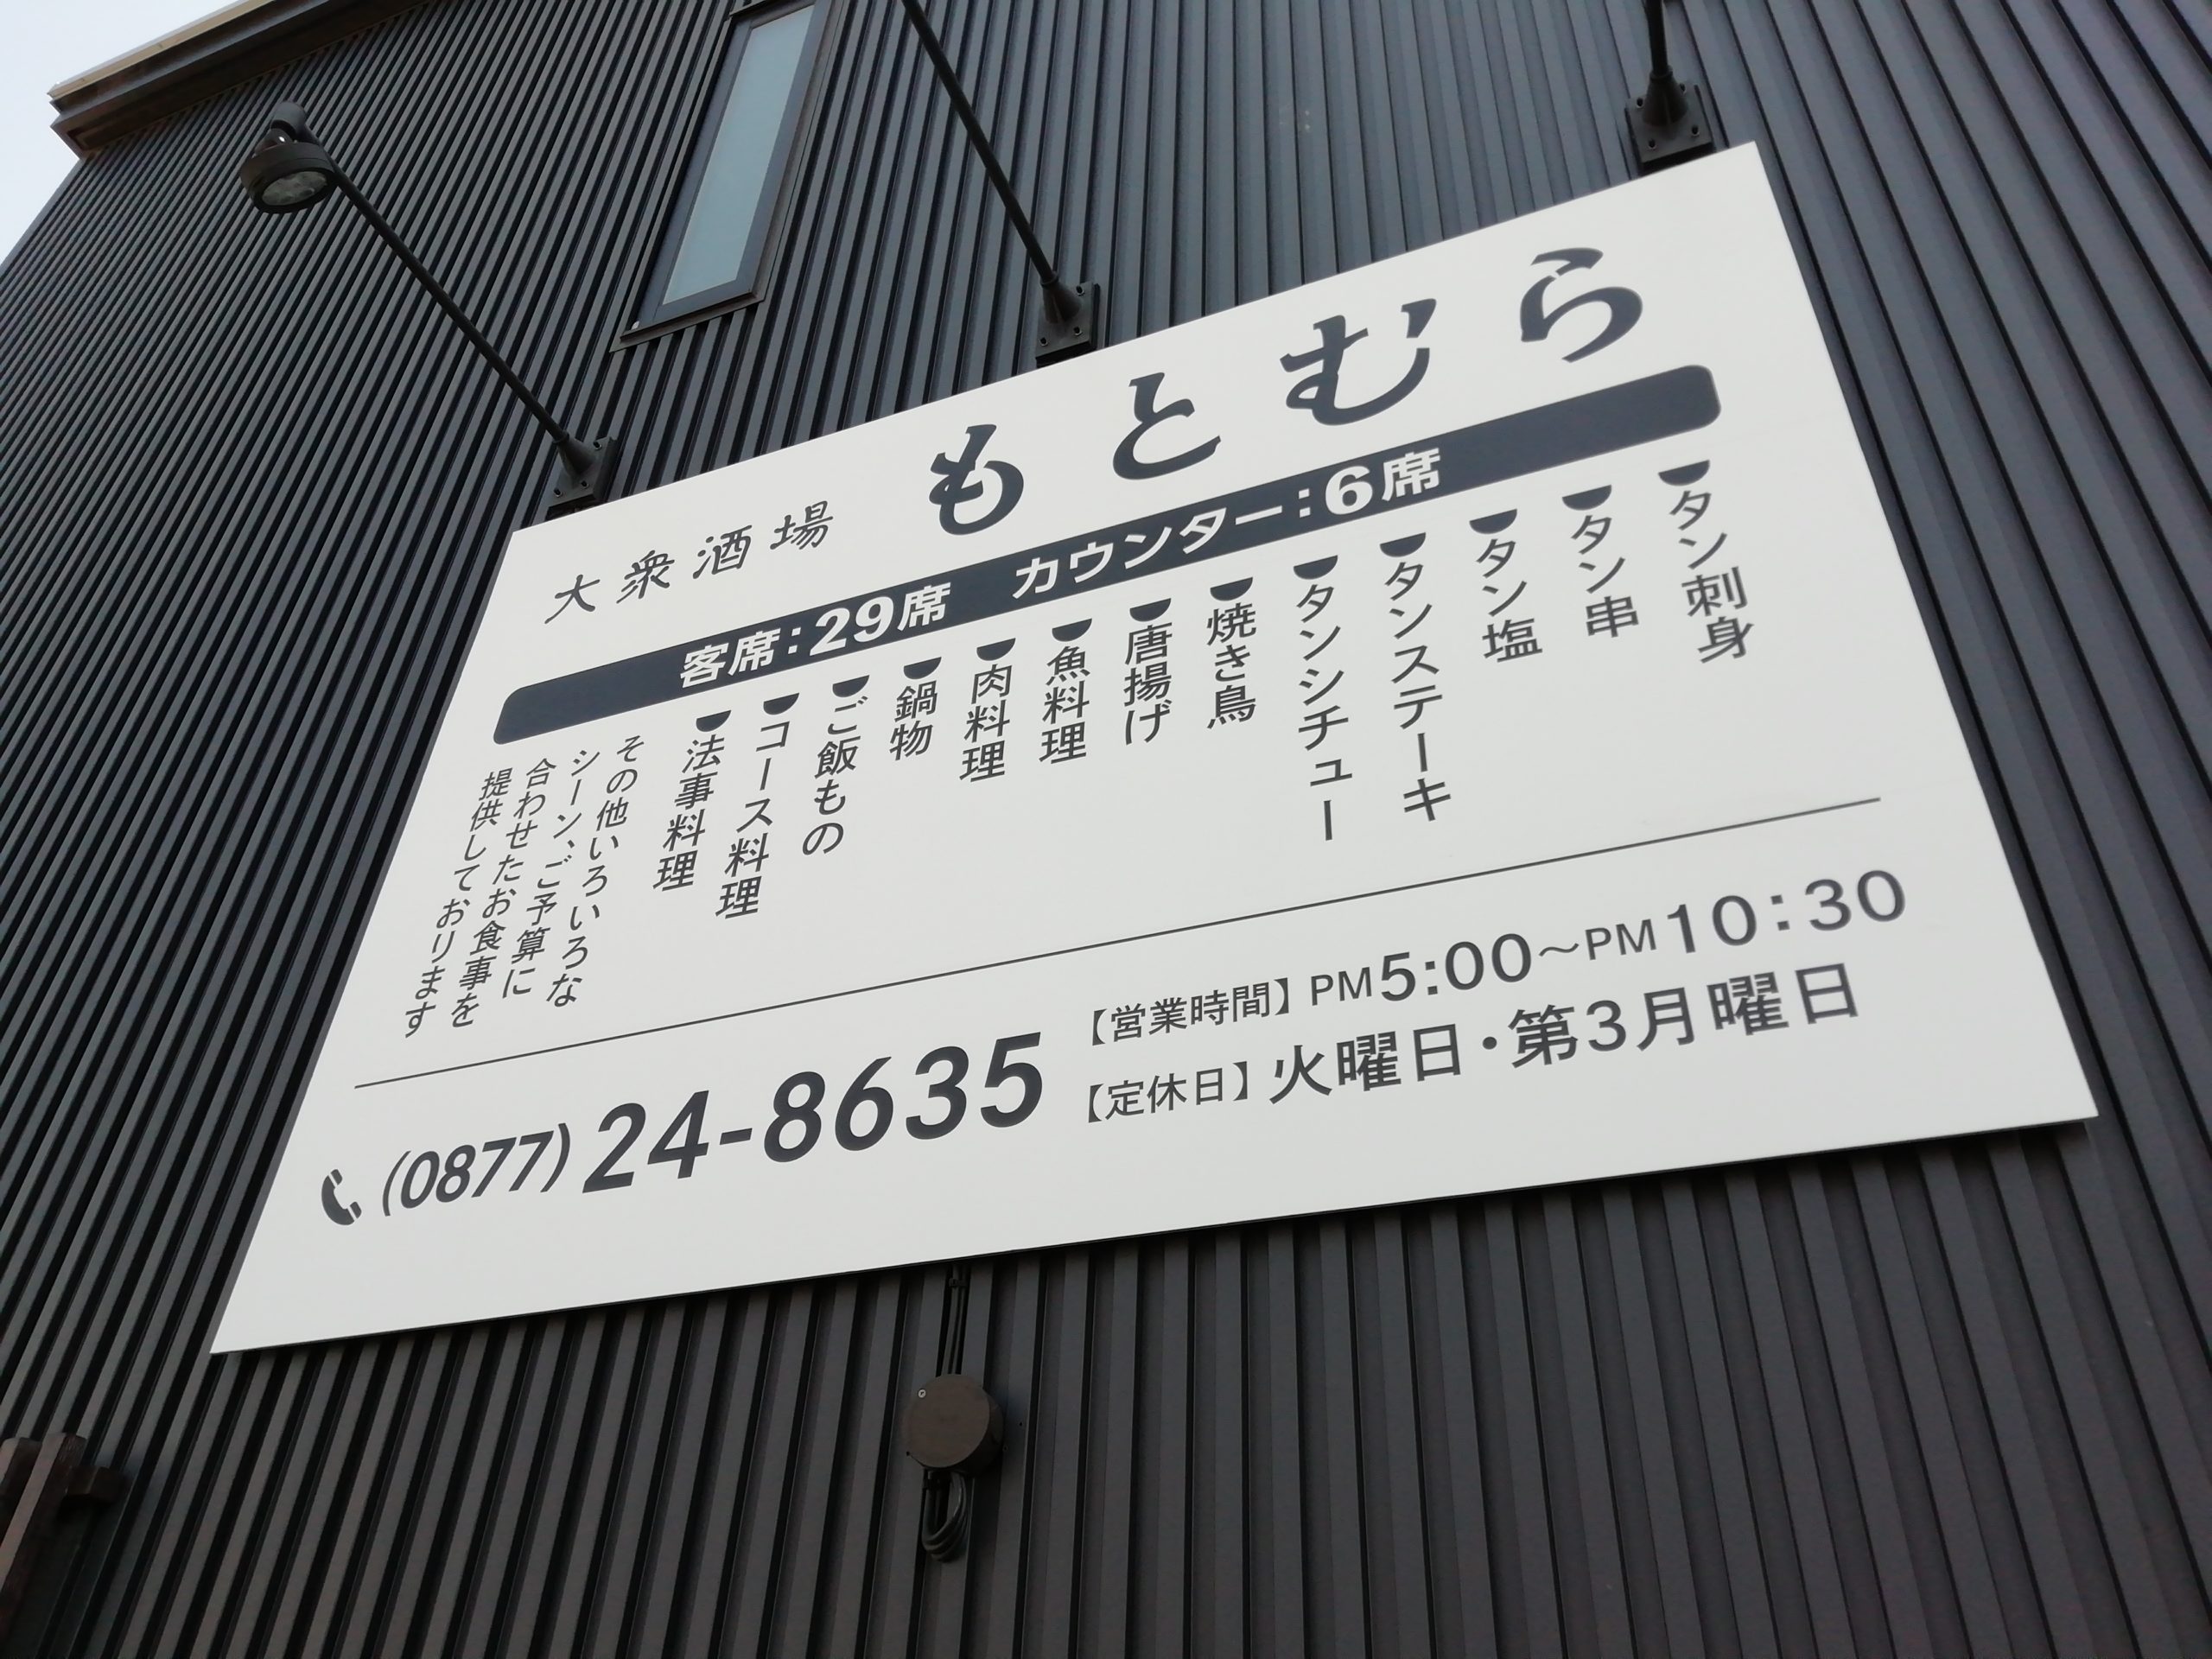 大衆酒場 もとむら
客席:29席 カウンター:6席
タン刺身
タン串
タン塩
タンステーキ
タンシチュー
焼き鳥
唐揚げ
魚料理
肉料理
鍋物
ご飯もの
コース料理
法事料理
その他いろいろな
シーン、ご予算に
合わせたお食事を
提供しております
(0877)24-8635
【営業時間】PM5:00～PM10:30
【定休日】火曜日・第3月曜日